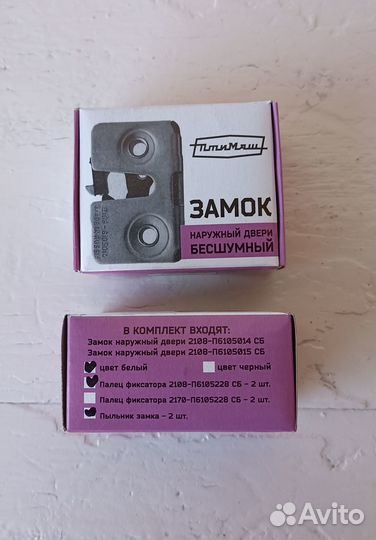 ПтиМаш
ЗАМОК
НАРУЖНЫЙ ДВЕРИ
БЕСШУМНЫЙ
В КОМПЛЕКТ ВХОДЯТ:
Замок наружный двери 2108-П6105014 СБ
Замок наружный двери 2108-П6105015 СБ
цвет белый цвет черный
Палец фиксатора 2108-П6105228 СБ – 2 шт.
Палец фиксатора 2170-П6105228 СБ – 2 шт.
Пыльник замка – 2 шт.
Avito